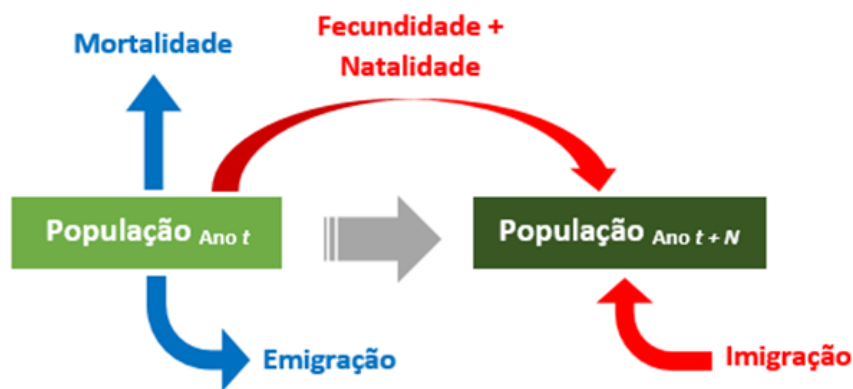 Mortalidade
Fecundidade +
Natalidade
População Ano t
População Ano t + N
Emigração
Imigração